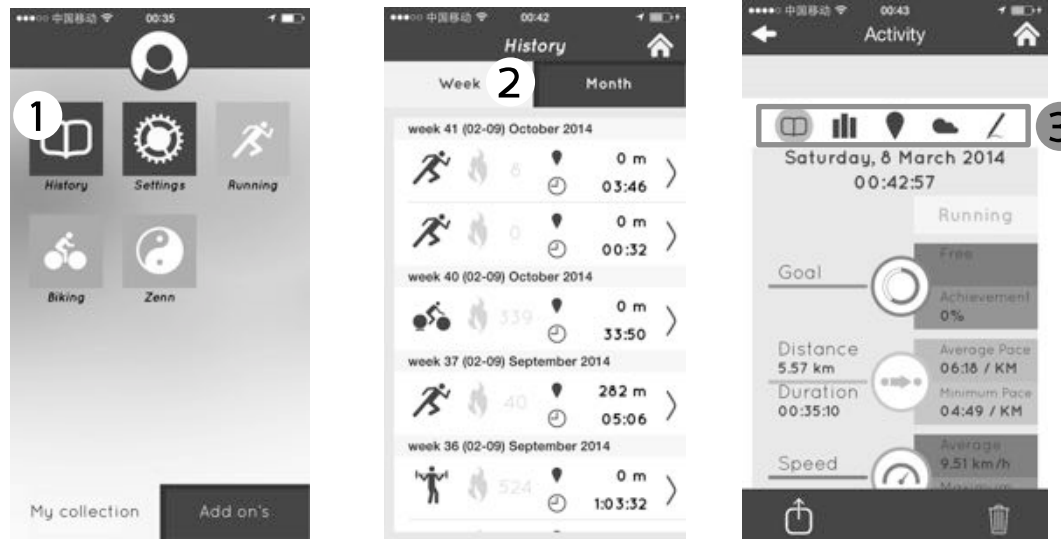 中国移动 00:35
1
History Settings Running
Biking Zenn
My collection Add on's
中国移动 00:42
History
Week 2 Month
week 41 (02-09) October 2014
6 0 m
03:46
0 0 m
00:32
week 40 (02-09) October 2014
339 0 m
33:50
week 37 (02-09) September 2014
40 282 m
05:06
week 36 (02-09) September 2014
524 0 m
1:03:32
中国移动 00:43
Activity
3
Saturday, 8 March 2014
00:42:57
Running
Free
Goal
Achievement
0%
Distance Average Pace
5.57 km 06:18 / KM
Duration Minimum Pace
00:35:10 04:49 / KM
Average
Speed 9.51 km/h
Maximum